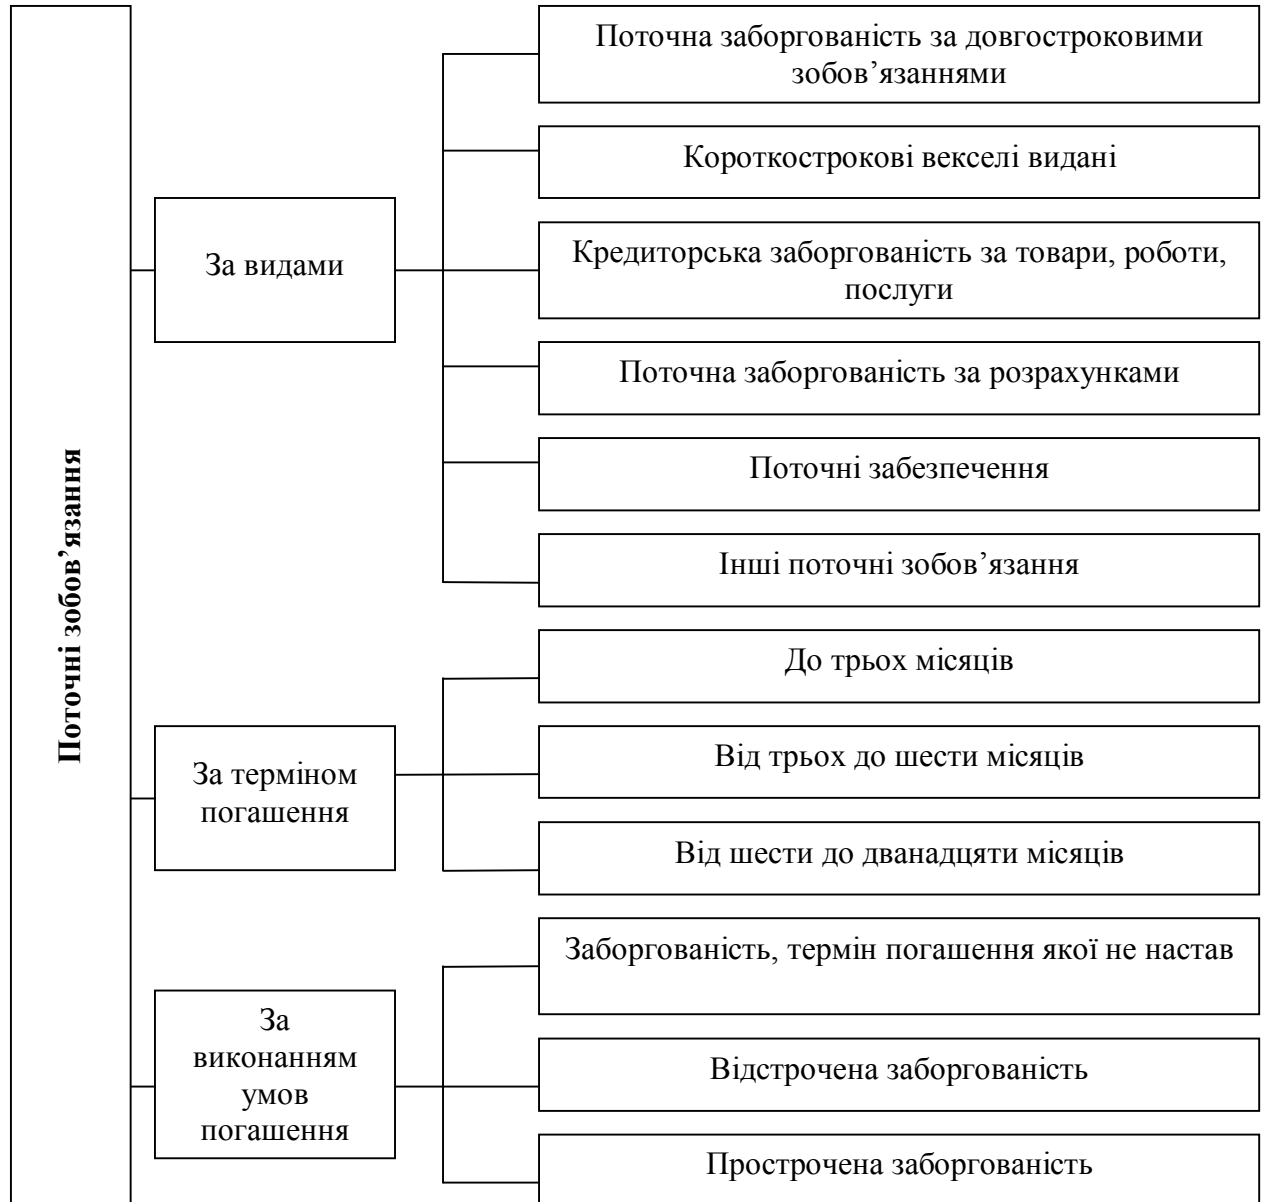 Поточні зобов’язання
За видами
Поточна заборгованість за довгостроковими
зобов’язаннями
Короткострокові векселі видані
Кредиторська заборгованість за товари, роботи,
послуги
Поточна заборгованість за розрахунками
Поточні забезпечення
Інші поточні зобов’язання
За терміном
погашення
До трьох місяців
Від трьох до шести місяців
Від шести до дванадцяти місяців
За
виконанням
умов
погашення
Заборгованість, термін погашення якої не настав
Відстрочена заборгованість
Прострочена заборгованість